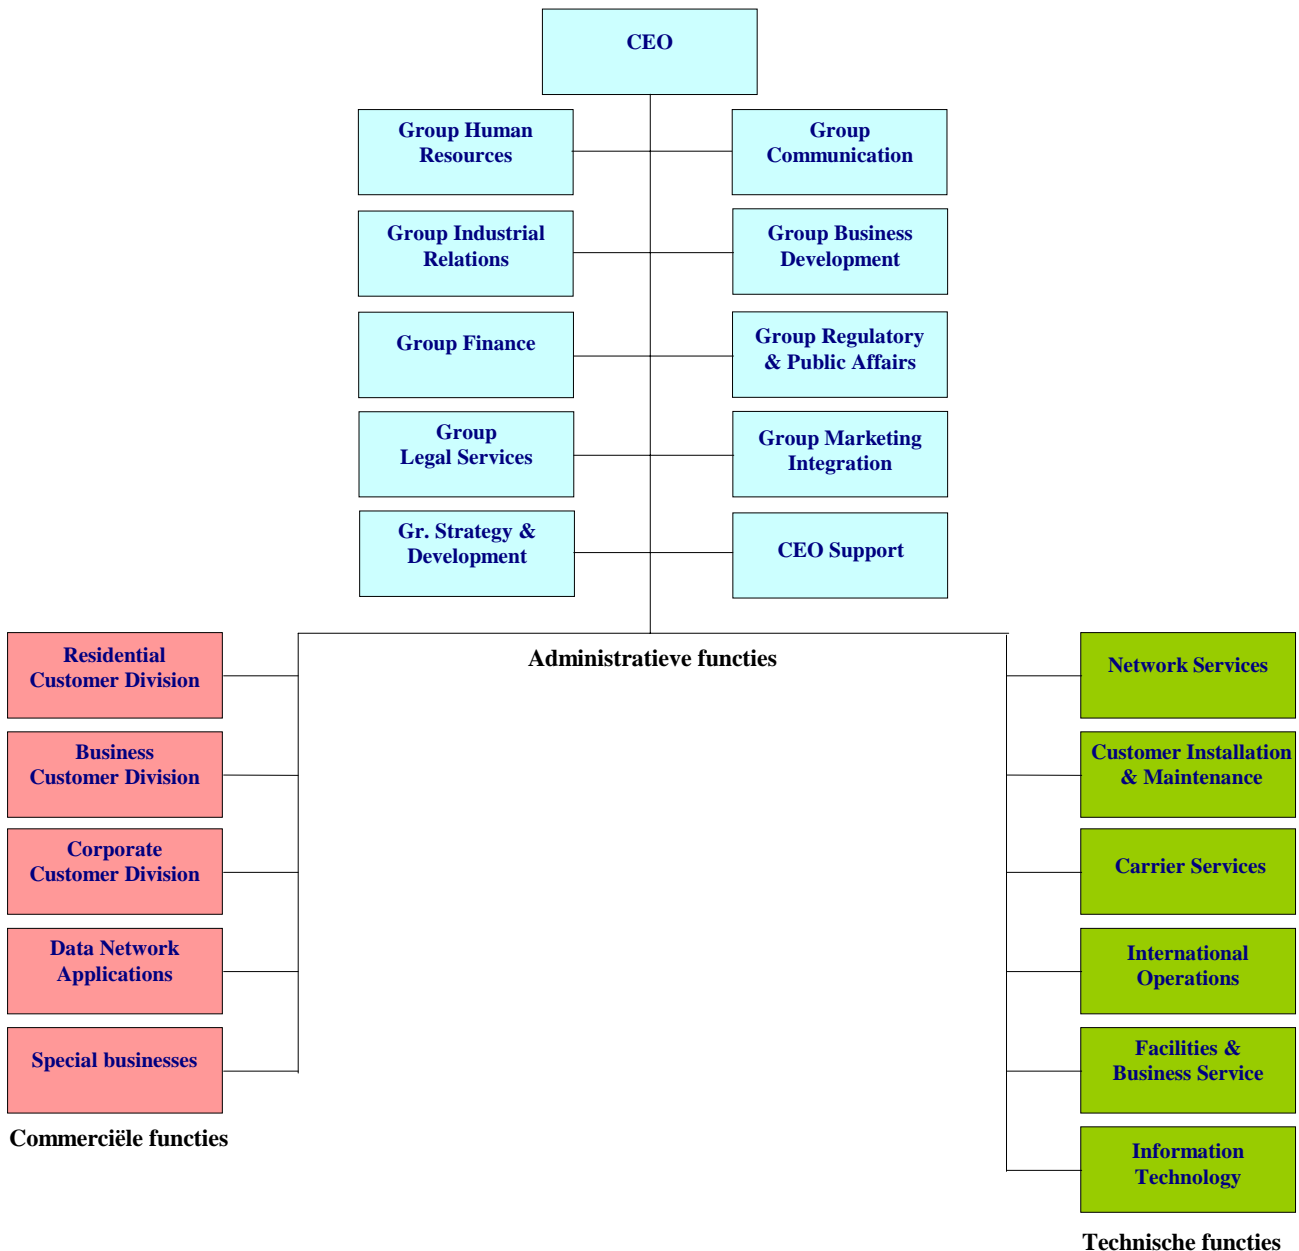 CEO
Group Human
Resources
Group
Communication
Group Industrial
Relations
Group Business
Development
Group Finance
Group Regulatory
& Public Affairs
Group
Legal Services
Group Marketing
Integration
Gr. Strategy &
Development
CEO Support
Administratieve functies
Residential
Customer Division
Business
Customer Division
Corporate
Customer Division
Data Network
Applications
Special businesses
Commerciële functies
Network Services
Customer Installation
& Maintenance
Carrier Services
International
Operations
Facilities &
Business Service
Information
Technology
Technische functies